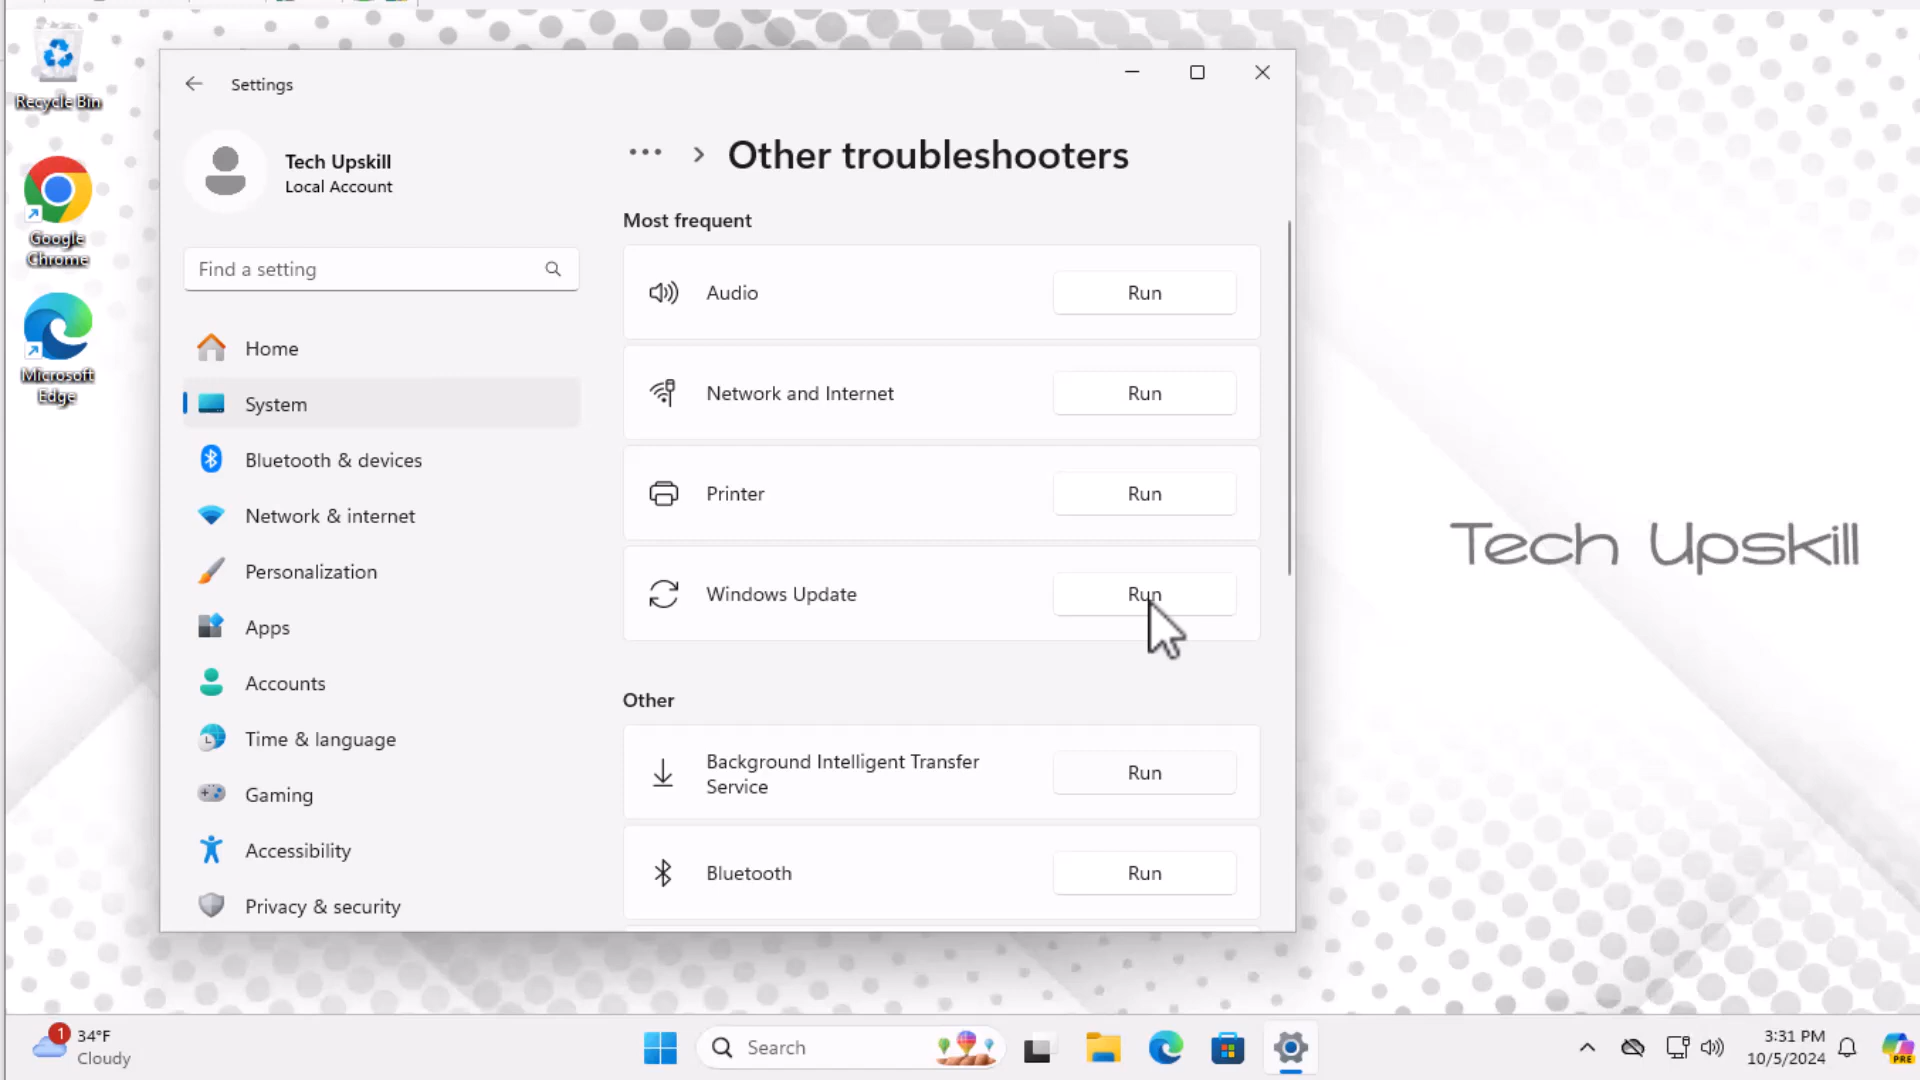 Recycle Bin
Google
Chrome
Microsoft
Edge
Settings
Tech Upskill
Local Account
Find a setting
Home
System
Bluetooth & devices
Network & internet
Personalization
Apps
Accounts
Time & language
Gaming
Accessibility
Privacy & security
... > Other troubleshooters
Most frequent
Audio Run
Network and Internet Run
Printer Run
Windows Update Run
Other
Background Intelligent Transfer
Service
Run
Bluetooth Run
Tech Upskill
1
34°F
Cloudy
Search
3:31 PM
10/5/2024
PRE